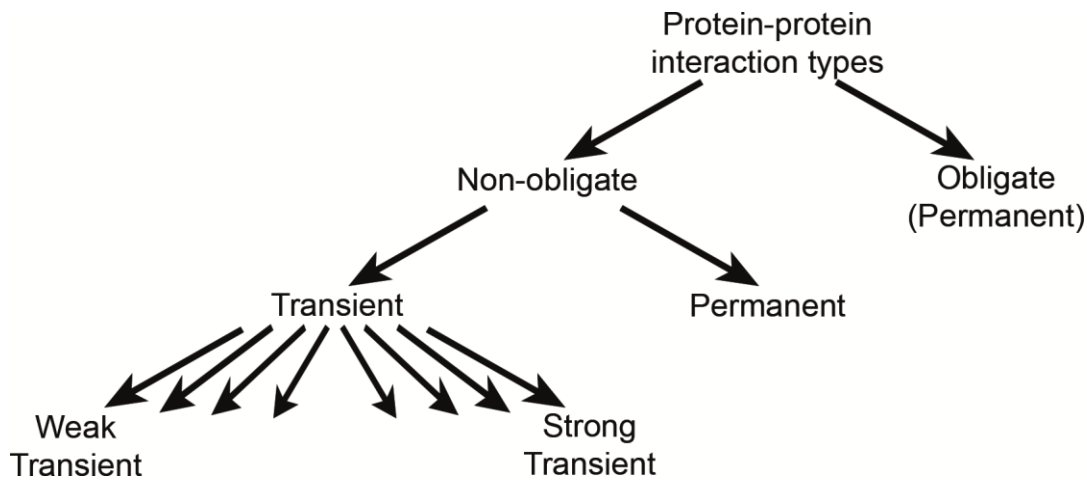 Protein-protein
interaction types
Non-obligate
Obligate
(Permanent)
Transient
Permanent
Weak
Transient
Strong
Transient